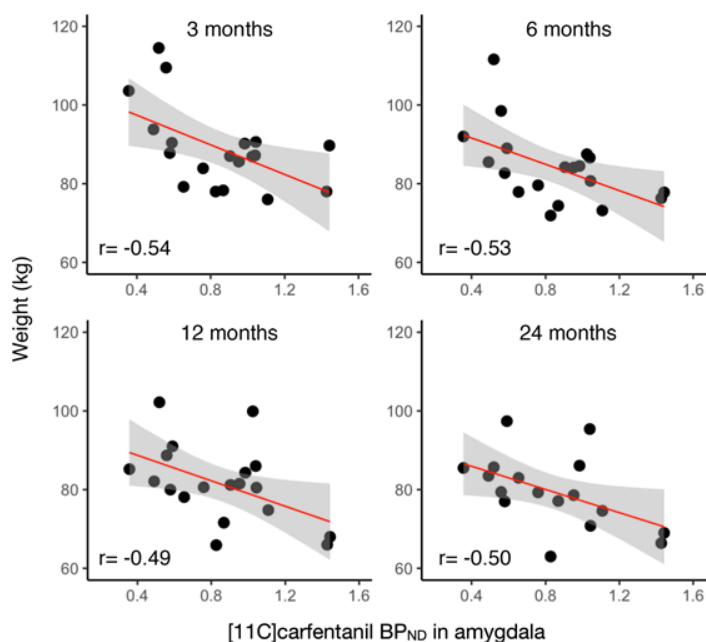 3 months
120
100
80
60
r= -0.54
0.4 0.8 1.2 1.6
6 months
120
100
80
60
r= -0.53
0.4 0.8 1.2 1.6
Weight (kg)
12 months
120
100
80
60
r= -0.49
0.4 0.8 1.2 1.6
24 months
120
100
80
60
r= -0.50
0.4 0.8 1.2 1.6
[11C]carfentanil BPND in amygdala